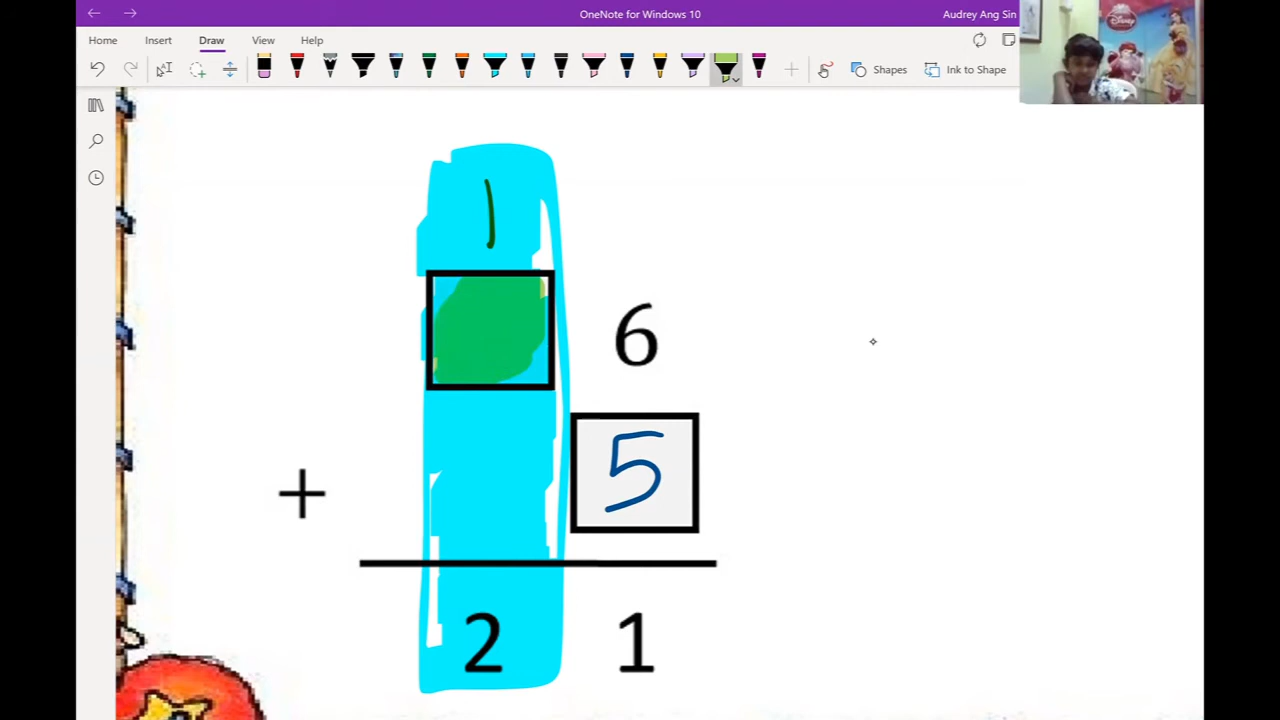 OneNote for Windows 10
Audrey Ang Sin
Home Insert Draw View Help
Shapes
Ink to Shape
Disney
1
6
+ 5
2 1